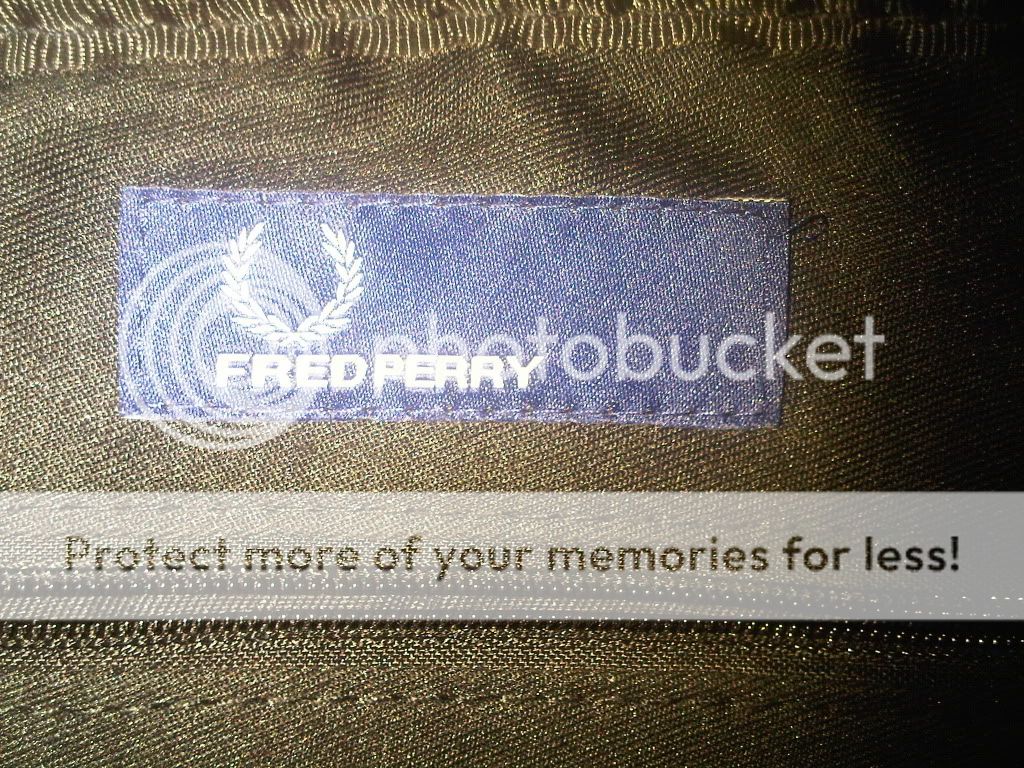 photobucket
FRED PERRY
Protect more of your memories for less!